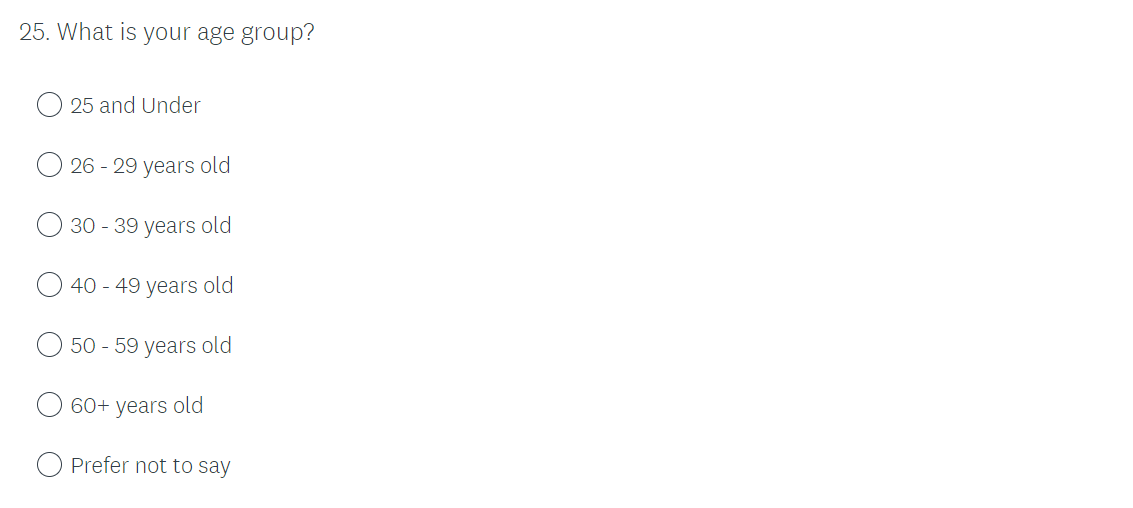 25. What is your age group?
25 and Under
26 - 29 years old
30 - 39 years old
40 - 49 years old
50 - 59 years old
60+ years old
Prefer not to say